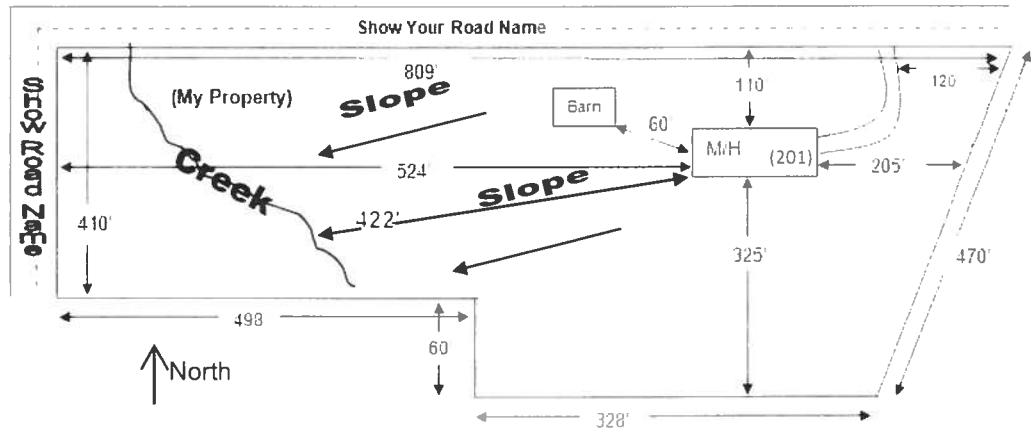 Show Your Road Name
Show Road Name
809'
(My Property)
Slope
Barn
60'
110
120
M/H
(201)
Creek
524'
205'
Slope
422'
410'
325'
470'
498
60
North
328'